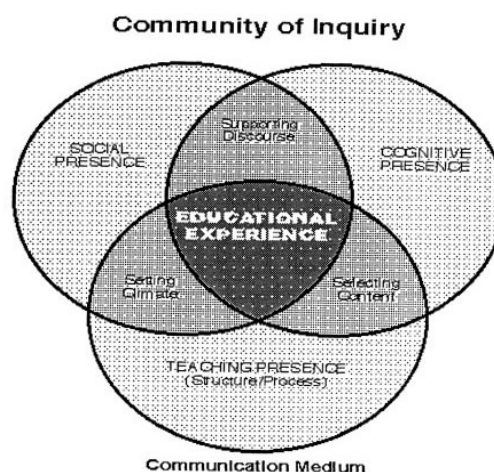 Community of Inquiry
Supporting
Discourse
SOCIAL
PRESENCE
COGNITIVE
PRESENCE
EDUCATIONAL
EXPERIENCE
Setting
Climate
Selecting
Content
TEACHING PRESENCE
(Structure/Process)
Communication Medium